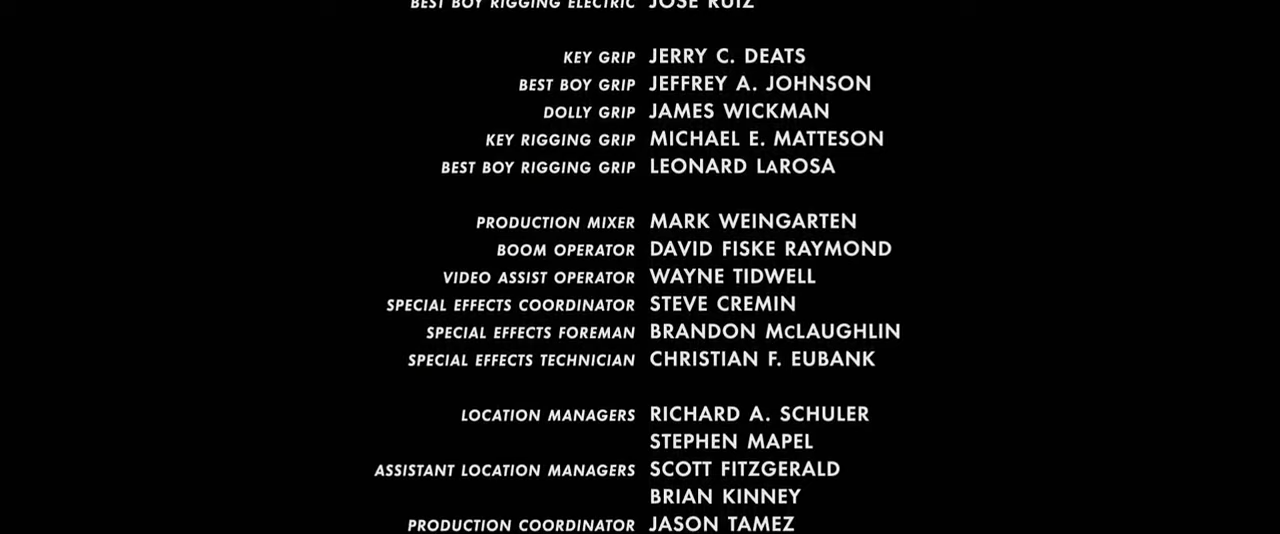 BEST BOY RIGGING ELECTRIC JOSE RUIZ
KEY GRIP JERRY C. DEATS
BEST BOY GRIP JEFFREY A. JOHNSON
DOLLY GRIP JAMES WICKMAN
KEY RIGGING GRIP MICHAEL E. MATTESON
BEST BOY RIGGING GRIP LEONARD LaROSA
PRODUCTION MIXER MARK WEINGARTEN
BOOM OPERATOR DAVID FISKE RAYMOND
VIDEO ASSIST OPERATOR WAYNE TIDWELL
SPECIAL EFFECTS COORDINATOR STEVE CREMIN
SPECIAL EFFECTS FOREMAN BRANDON McLAUGHLIN
SPECIAL EFFECTS TECHNICIAN CHRISTIAN F. EUBANK
LOCATION MANAGERS RICHARD A. SCHULER
STEPHEN MAPEL
ASSISTANT LOCATION MANAGERS SCOTT FITZGERALD
BRIAN KINNEY
PRODUCTION COORDINATOR JASON TAMEZ